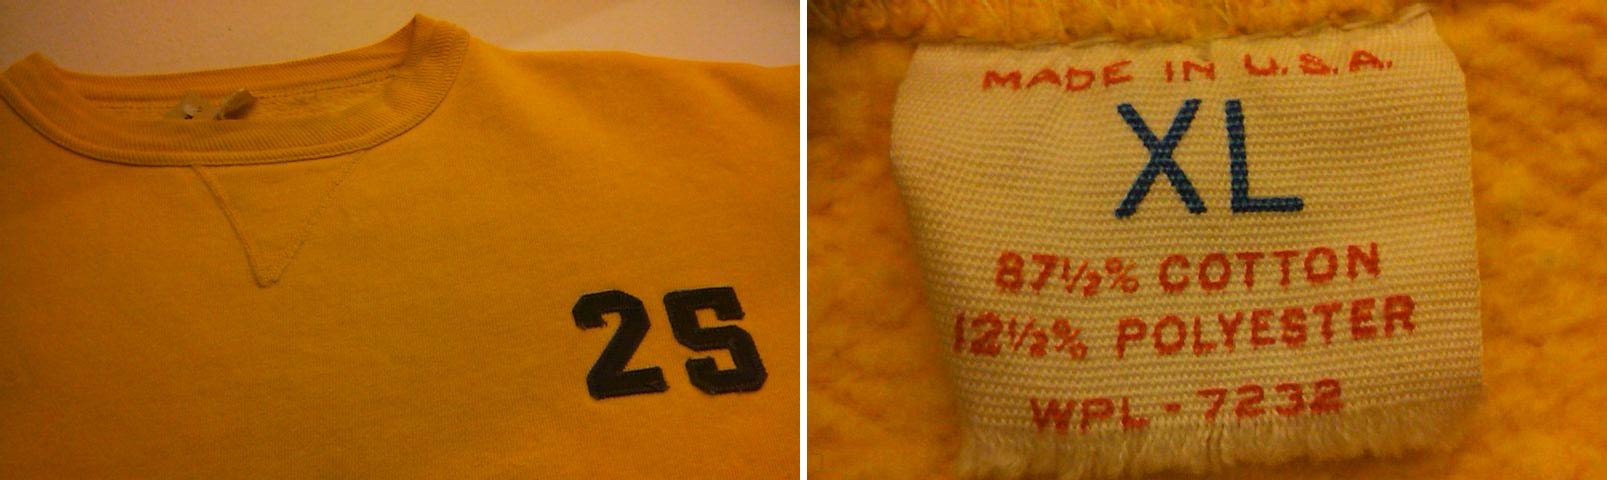 25
MADE IN U.S.A.
XL
87½% COTTON
12½% POLYESTER
WPL - 7232